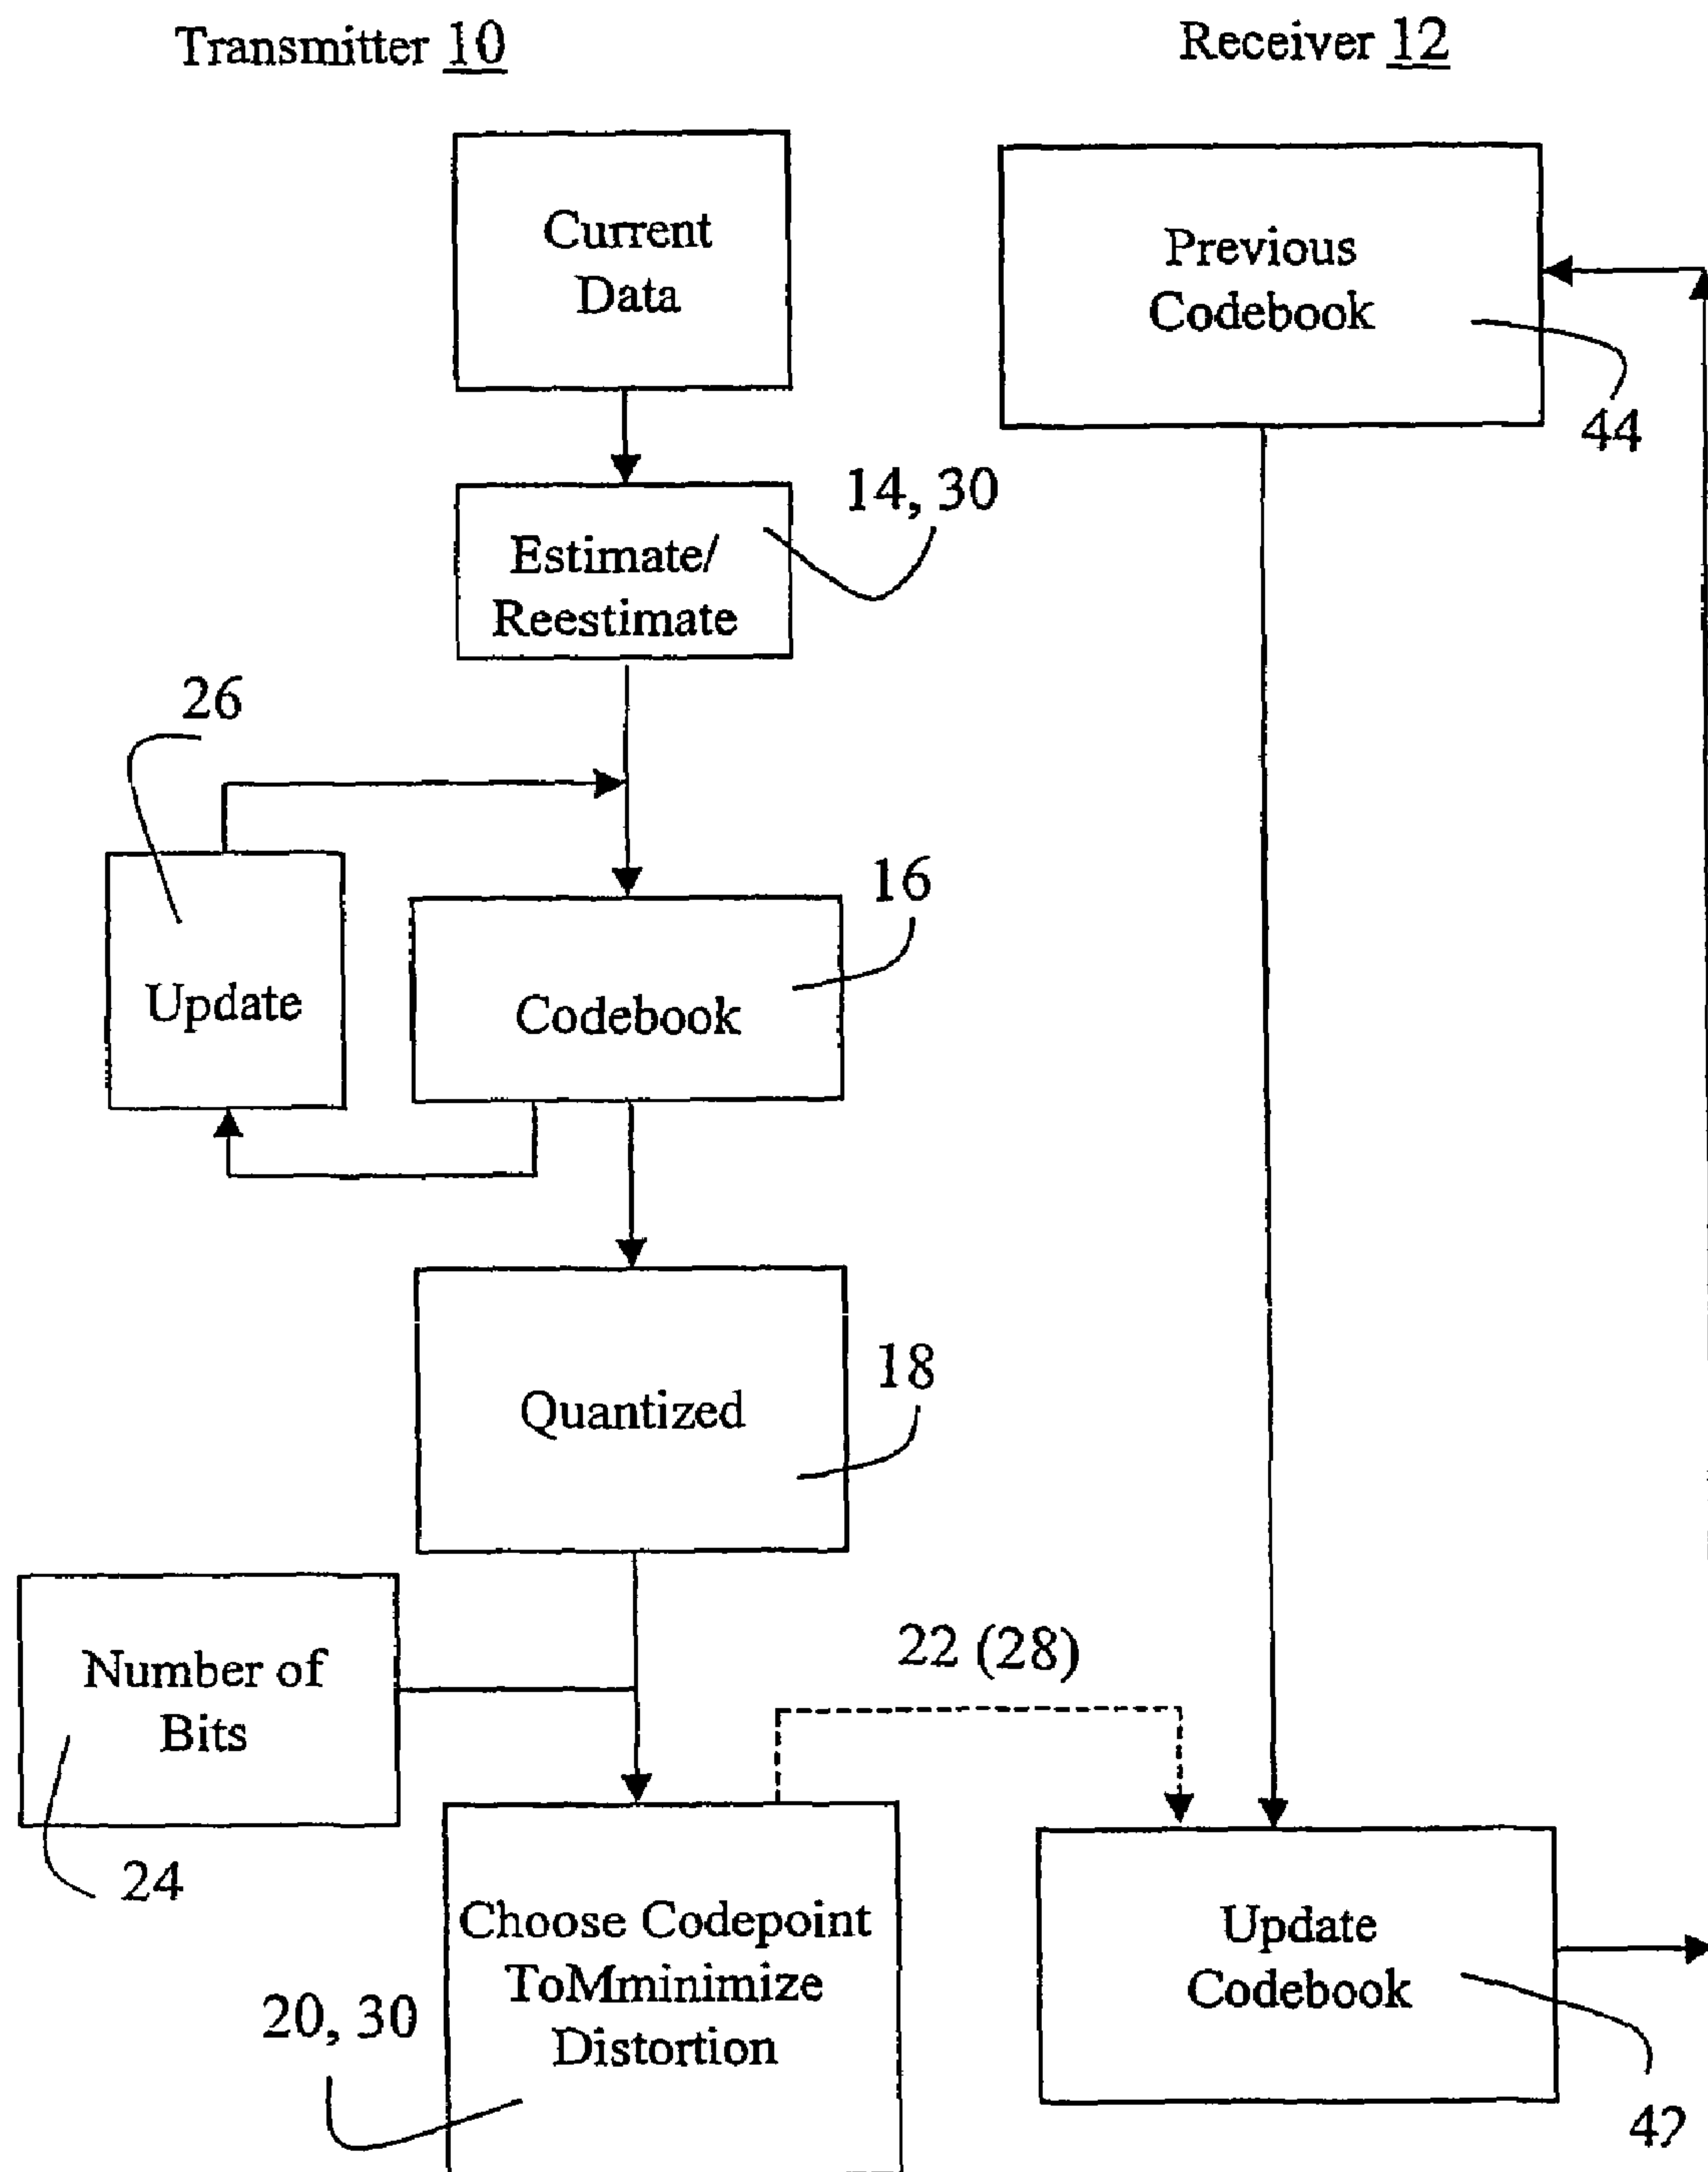 Transmitter 10
Receiver 12
Current
Data
Previous
Codebook
44
14, 30
Estimate/
Reestimate
26
16
Update
Codebook
18
Quantized
22 (28)
Number of
Bits
24
Choose Codepoint
ToMminimize
Distortion
20, 30
Update
Codebook
42